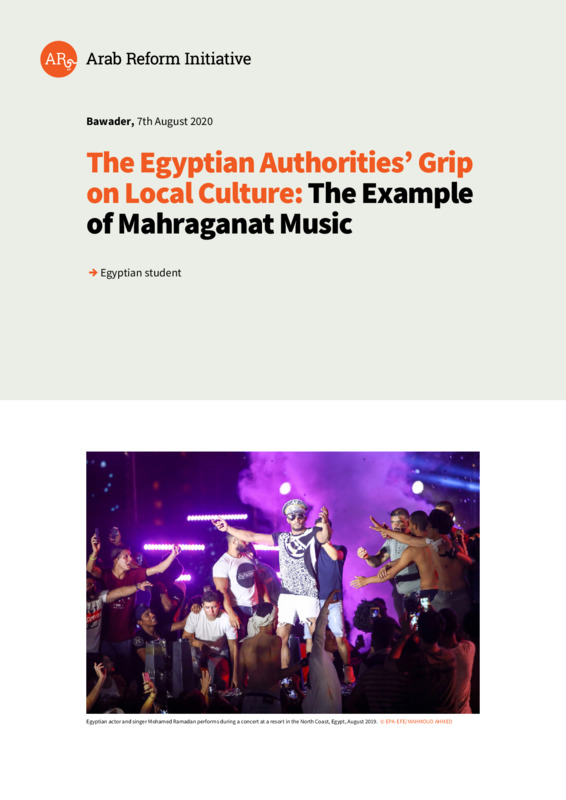 ARg
Arab Reform Initiative
Bawader, 7th August 2020
The Egyptian Authorities’ Grip
on Local Culture: The Example
of Mahraganat Music
→ Egyptian student
Egyptian actor and singer Mohamed Ramadan performs during a concert at a resort in the North Coast, Egypt, August 2019. © EPA-EFE/MAHMOUD AHMED